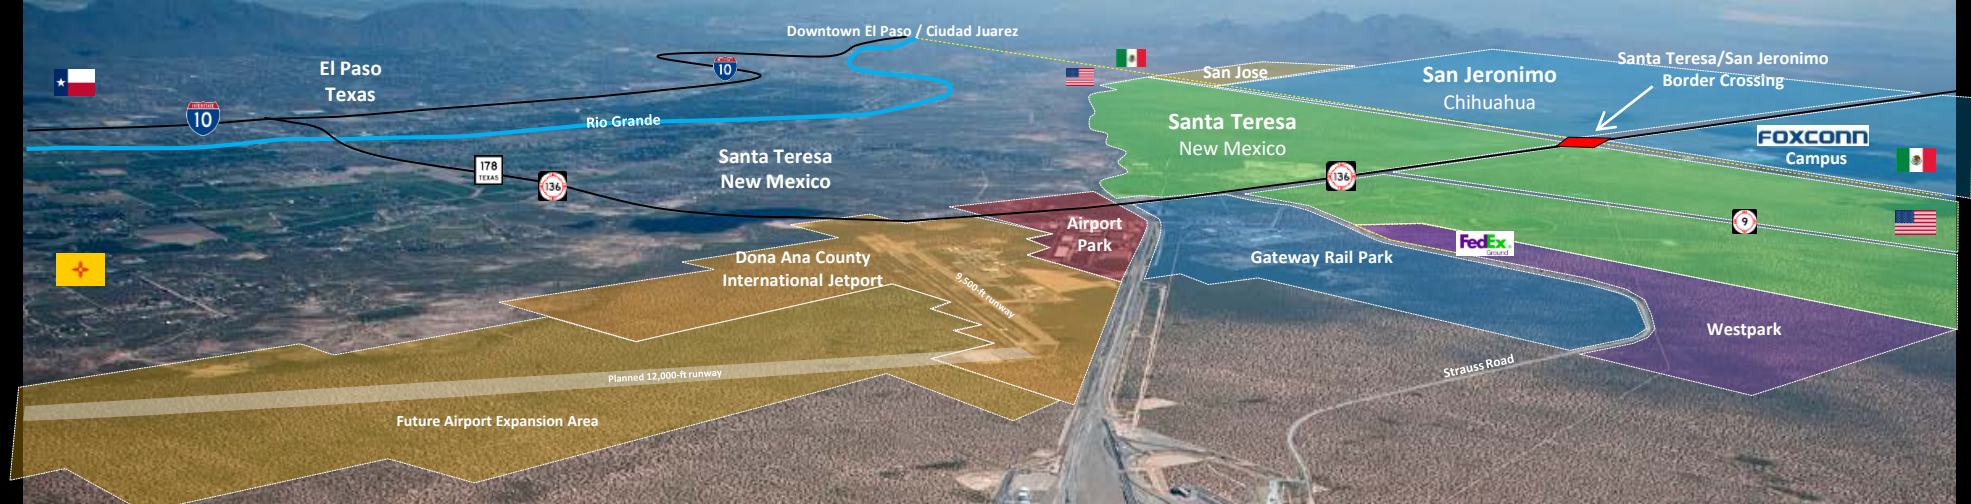 Downtown El Paso / Ciudad Juarez
El Paso
Texas
INTERSTATE
10
10
Rio Grande
178
TEXAS
136
Santa Teresa
New Mexico
San Jose
San Jeronimo
Chihuahua
Santa Teresa/San Jeronimo
Border Crossing
Santa Teresa
New Mexico
FOXCONN
Campus
136
9
Airport
Park
Dona Ana County
International Jetport
9,500-ft runway
Gateway Rail Park
FedEx
Ground
Westpark
Strauss Road
Planned 12,000-ft runway
Future Airport Expansion Area